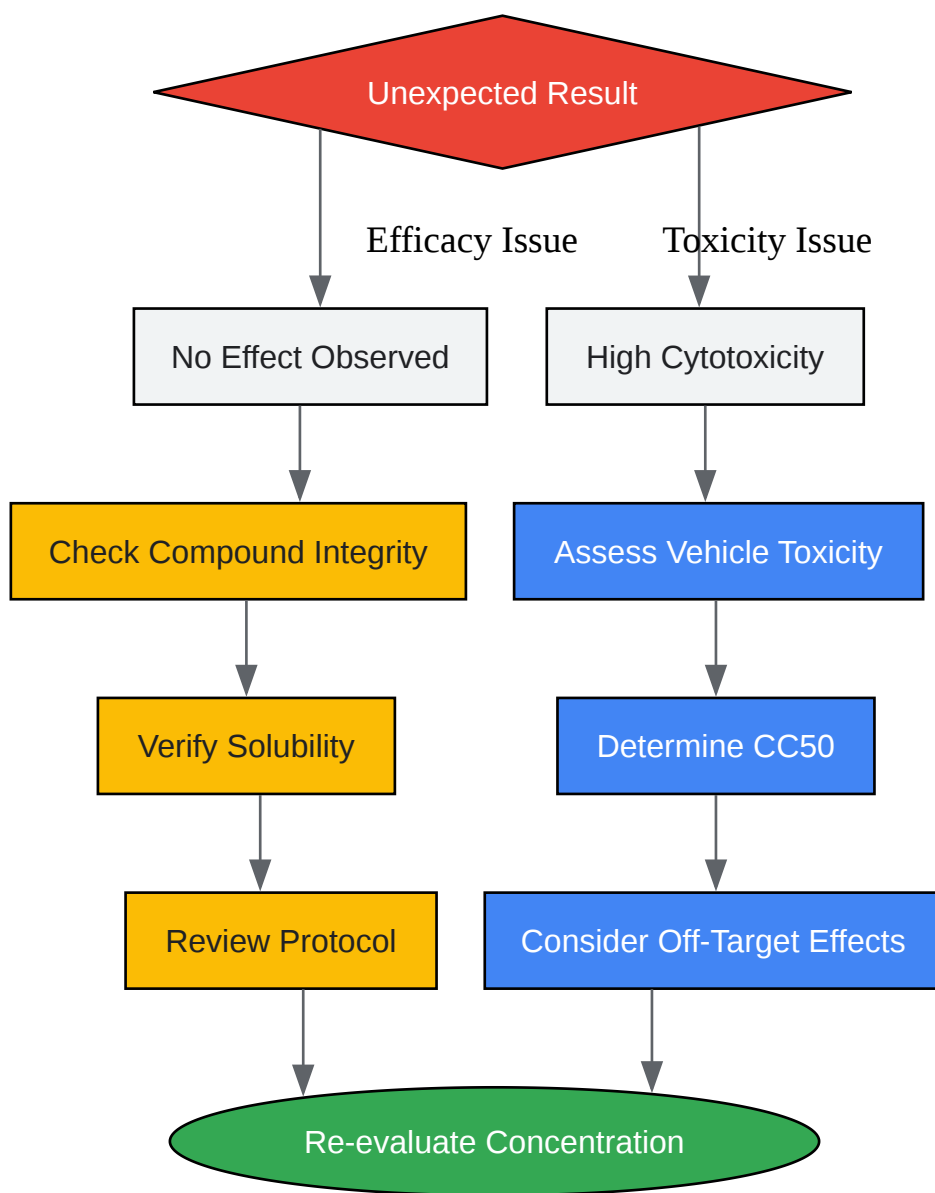 Unexpected Result
Efficacy Issue
Toxicity Issue
No Effect Observed
High Cytotoxicity
Check Compound Integrity
Assess Vehicle Toxicity
Verify Solubility
Determine CC50
Review Protocol
Consider Off-Target Effects
Re-evaluate Concentration